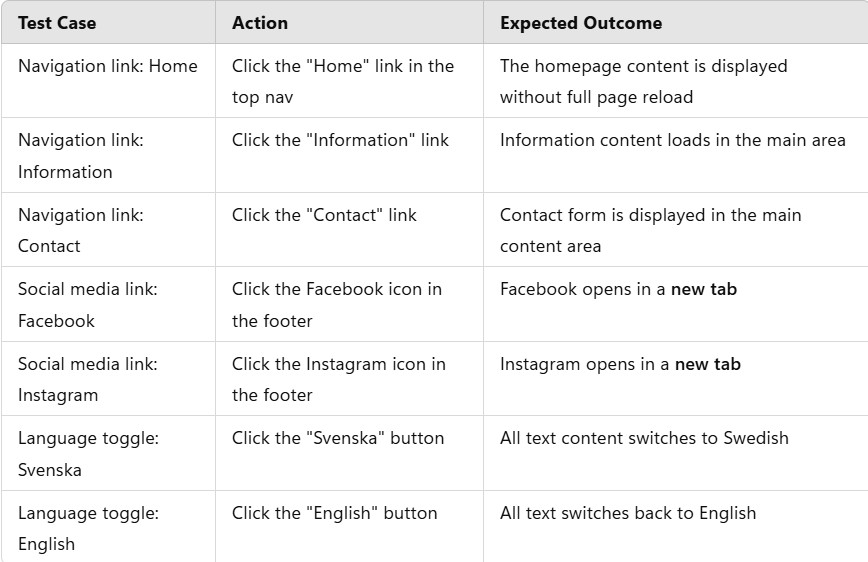 Test Case Action Expected Outcome
Navigation link: Home Click the "Home" link in the The homepage content is displayed
top nav without full page reload
Navigation link: Click the "Information" link Information content loads in the main area
Information
Navigation link: Click the "Contact" link Contact form is displayed in the main
Contact content area
Social media link: Click the Facebook icon in Facebook opens in a new tab
Facebook the footer
Social media link: Click the Instagram icon in Instagram opens in a new tab
Instagram the footer
Language toggle: Click the "Svenska" button All text content switches to Swedish
Svenska
Language toggle: Click the "English" button All text switches back to English
English